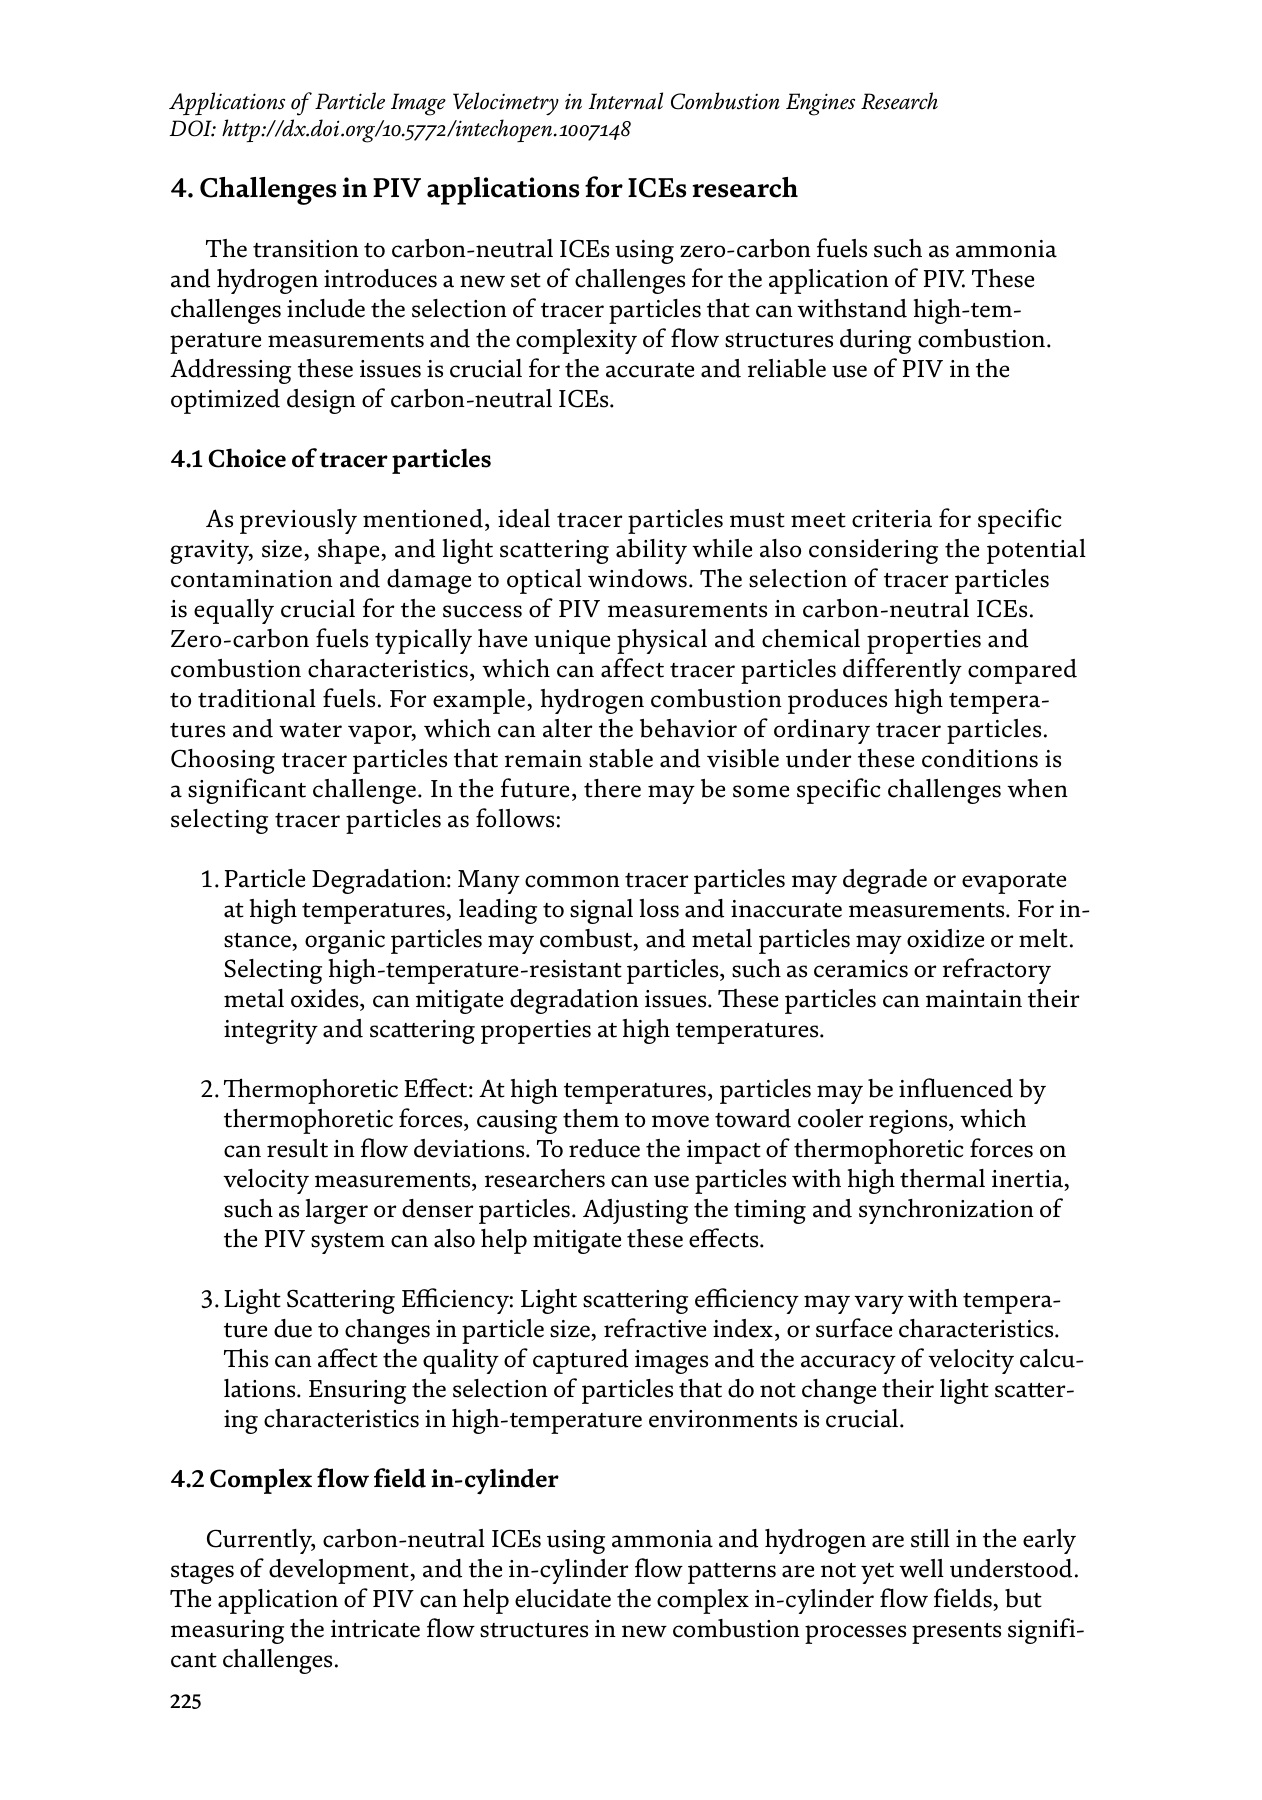 Applications of Particle Image Velocimetry in Internal Combustion Engines Research
DOI: http://dx.doi.org/10.5772/intechopen.1007148
4. Challenges in PIV applications for ICEs research
The transition to carbon-neutral ICEs using zero-carbon fuels such as ammonia
and hydrogen introduces a new set of challenges for the application of PIV. These
challenges include the selection of tracer particles that can withstand high-tem-
perature measurements and the complexity of flow structures during combustion.
Addressing these issues is crucial for the accurate and reliable use of PIV in the
optimized design of carbon-neutral ICEs.
4.1 Choice of tracer particles
As previously mentioned, ideal tracer particles must meet criteria for specific
gravity, size, shape, and light scattering ability while also considering the potential
contamination and damage to optical windows. The selection of tracer particles
is equally crucial for the success of PIV measurements in carbon-neutral ICEs.
Zero-carbon fuels typically have unique physical and chemical properties and
combustion characteristics, which can affect tracer particles differently compared
to traditional fuels. For example, hydrogen combustion produces high tempera-
tures and water vapor, which can alter the behavior of ordinary tracer particles.
Choosing tracer particles that remain stable and visible under these conditions is
a significant challenge. In the future, there may be some specific challenges when
selecting tracer particles as follows:
1. Particle Degradation: Many common tracer particles may degrade or evaporate
at high temperatures, leading to signal loss and inaccurate measurements. For in-
stance, organic particles may combust, and metal particles may oxidize or melt.
Selecting high-temperature-resistant particles, such as ceramics or refractory
metal oxides, can mitigate degradation issues. These particles can maintain their
integrity and scattering properties at high temperatures.
2. Thermophoretic Effect: At high temperatures, particles may be influenced by
thermophoretic forces, causing them to move toward cooler regions, which
can result in flow deviations. To reduce the impact of thermophoretic forces on
velocity measurements, researchers can use particles with high thermal inertia,
such as larger or denser particles. Adjusting the timing and synchronization of
the PIV system can also help mitigate these effects.
3. Light Scattering Efficiency: Light scattering efficiency may vary with tempera-
ture due to changes in particle size, refractive index, or surface characteristics.
This can affect the quality of captured images and the accuracy of velocity calcu-
lations. Ensuring the selection of particles that do not change their light scatter-
ing characteristics in high-temperature environments is crucial.
4.2 Complex flow field in-cylinder
Currently, carbon-neutral ICEs using ammonia and hydrogen are still in the early
stages of development, and the in-cylinder flow patterns are not yet well understood.
The application of PIV can help elucidate the complex in-cylinder flow fields, but
measuring the intricate flow structures in new combustion processes presents signifi-
cant challenges.
225